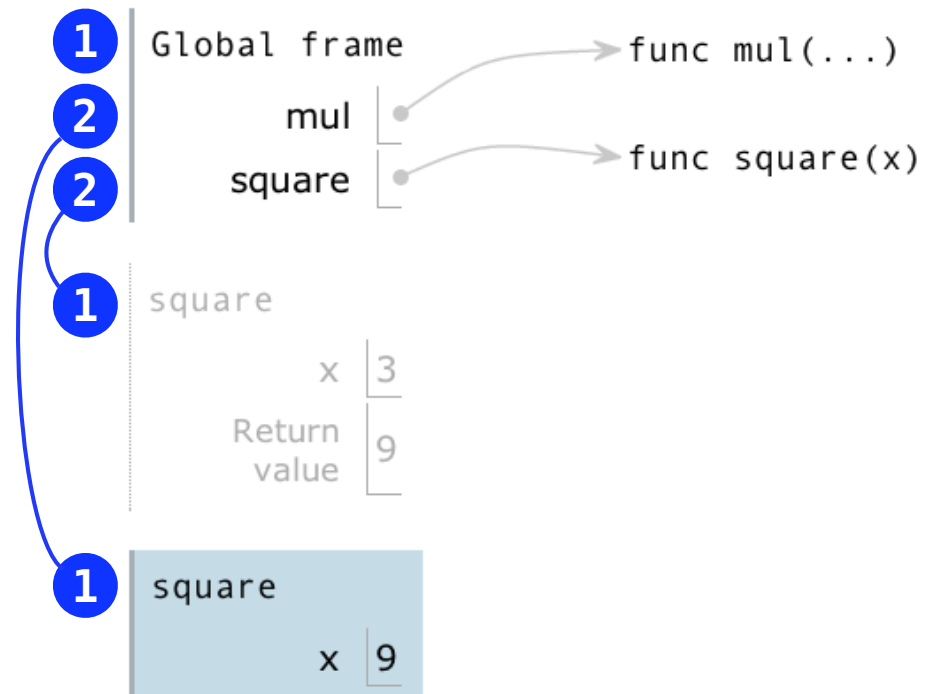 1 Global frame func mul(...)
2 mul
func square(x)
2 square
1 square
x 3
Return
value 9
1 square
x 9